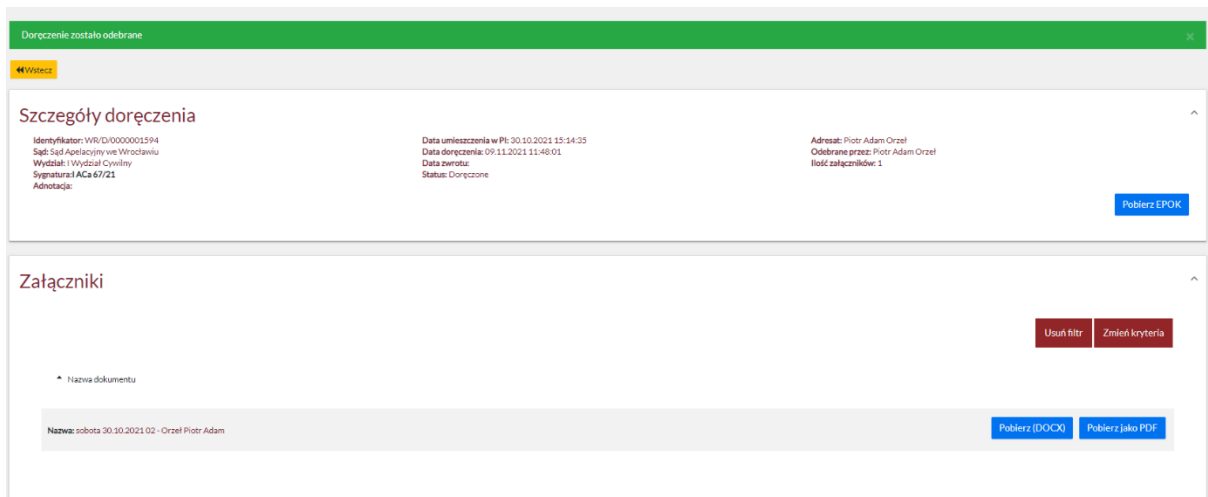 Doręczenie zostało odebrane
Wstecz
Szczegóły doręczenia
Identyfikator: WR/D/0000001594
Sąd: Sąd Apelacyjny we Wrocławiu
Wydział: I Wydział Cywilny
Sygnatura:I ACa 67/21
Adnotacja:
Data umieszczenia w PI: 30.10.2021 15:14:35
Data doręczenia: 09.11.2021 11:48:01
Data zwrotu:
Status: Doręczone
Adresat: Piotr Adam Orzeł
Odebrane przez: Piotr Adam Orzeł
Ilość załączników: 1
Pobierz EPOK
Załączniki
Usuń filtr Zmień kryteria
Nazwa dokumentu
Nazwa: sobota 30.10.2021 02 - Orzeł Piotr Adam
Pobierz (DOCX) Pobierz jako PDF